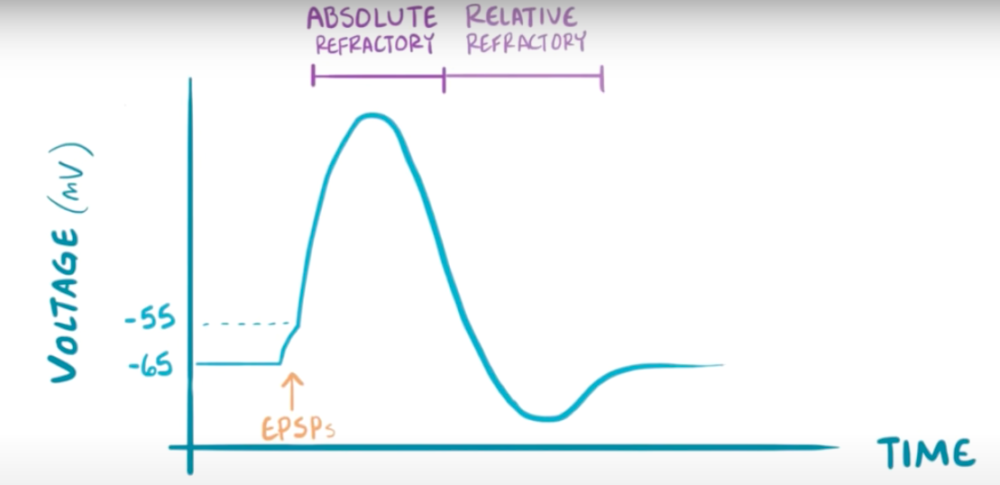 ABSOLUTE
REFRACTORY
RELATIVE
REFRACTORY
VOLTAGE (mV)
-55
-65
EPSPs
TIME